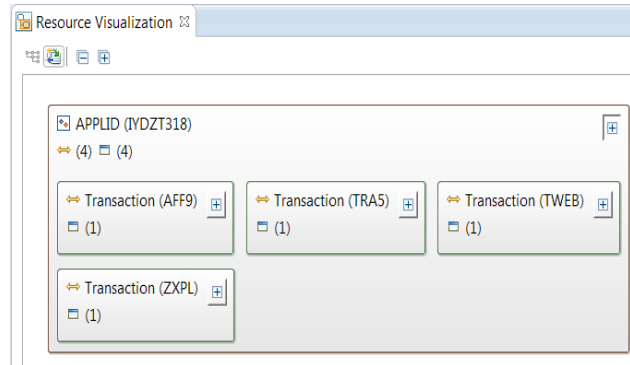 Resource Visualization
APPLID (IYDZT318)
(4) (4)
Transaction (AFF9)
(1)
Transaction (TRA5)
(1)
Transaction (TWEB)
(1)
Transaction (ZXPL)
(1)